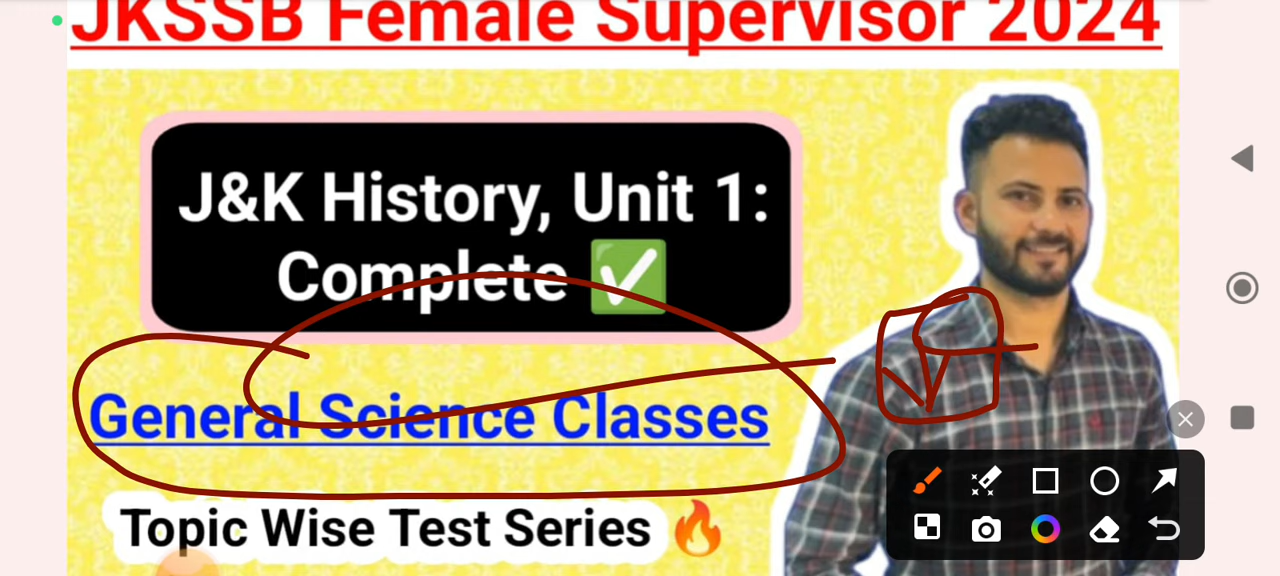 JKSSB Female Supervisor 2024
J&K History, Unit 1:
Complete ✅
General Science Classes
Topic Wise Test Series 🔥